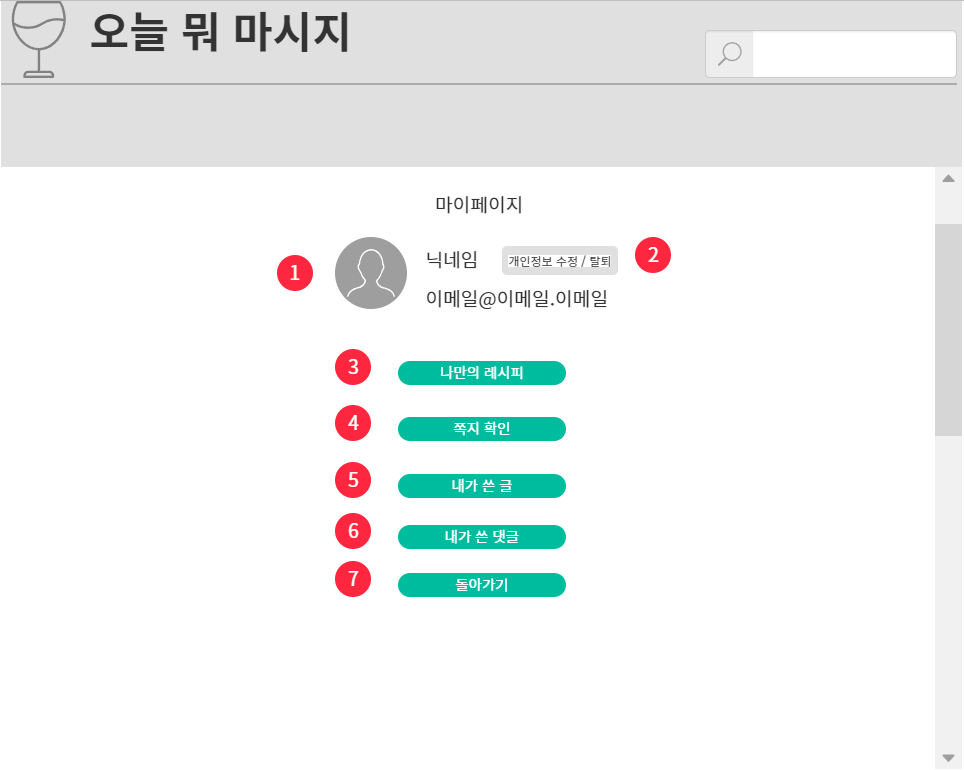 오늘 뭐 마시지
마이페이지
1
닉네임
개인정보 수정 / 탈퇴
2
이메일@이메일.이메일
3
나만의 레시피
4
쪽지 확인
5
내가 쓴 글
6
내가 쓴 댓글
7
돌아가기